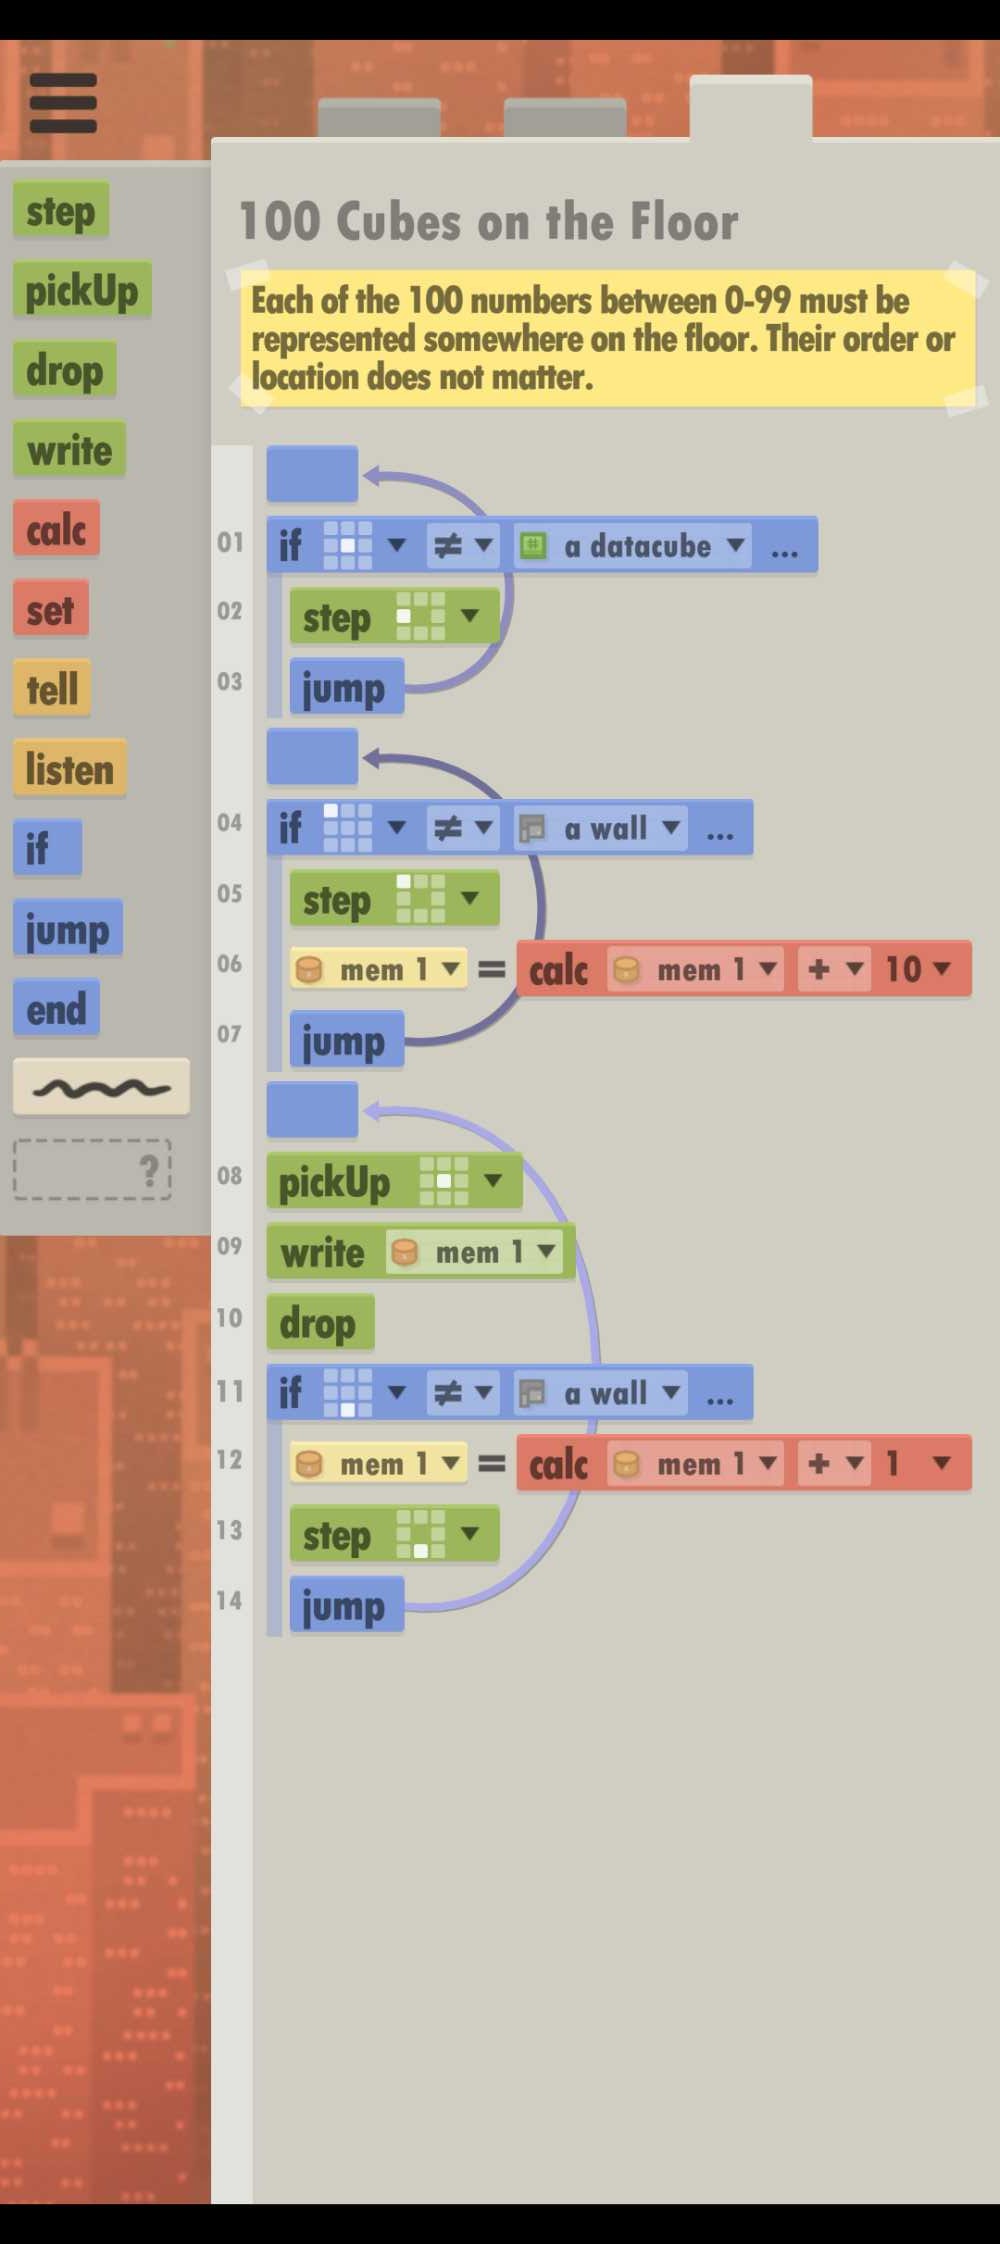 100 Cubes on the Floor
Each of the 100 numbers between 0-99 must be
represented somewhere on the floor. Their order or
location does not matter.
step
pickUp
drop
write
calc
set
tell
listen
if
jump
end
?
01 if ≠ a datacube ...
02 step
03 jump
04 if ≠ a wall ...
05 step
06 mem 1 = calc mem 1 + 10
07 jump
08 pickUp
09 write mem 1
10 drop
11 if ≠ a wall ...
12 mem 1 = calc mem 1 + 1
13 step
14 jump